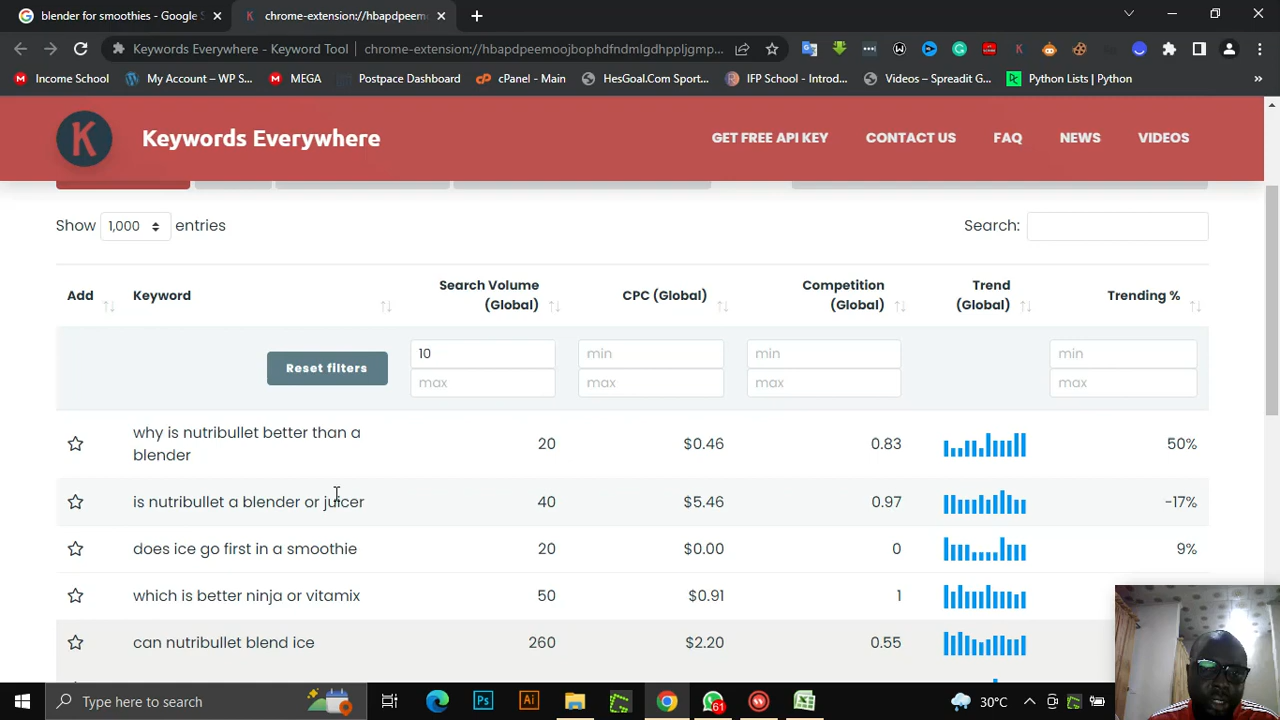 blender for smoothies - Google S
chrome-extension://hbapdpeemo
Keywords Everywhere - Keyword Tool
chrome-extension://hbapdpeemoojbophdfndmlgdhppljgmp...
Income School
My Account – WP S...
MEGA
Postpace Dashboard
cPanel - Main
HesGoal.Com Sport...
IFP School - Introd...
Videos – Spreadit G...
Python Lists | Python
»
K
Keywords Everywhere
GET FREE API KEY
CONTACT US
FAQ
NEWS
VIDEOS
Show 1,000 entries
Search:
Add
Keyword
Search Volume
(Global)
CPC (Global)
Competition
(Global)
Trend
(Global)
Trending %
Reset filters
10
max
min
max
min
max
min
max
why is nutribullet better than a
blender
20
$0.46
0.83
50%
is nutribullet a blender or juicer
40
$5.46
0.97
-17%
does ice go first in a smoothie
20
$0.00
0
9%
which is better ninja or vitamix
50
$0.91
1
can nutribullet blend ice
260
$2.20
0.55
Type here to search
Ps
Ai
61
30°C